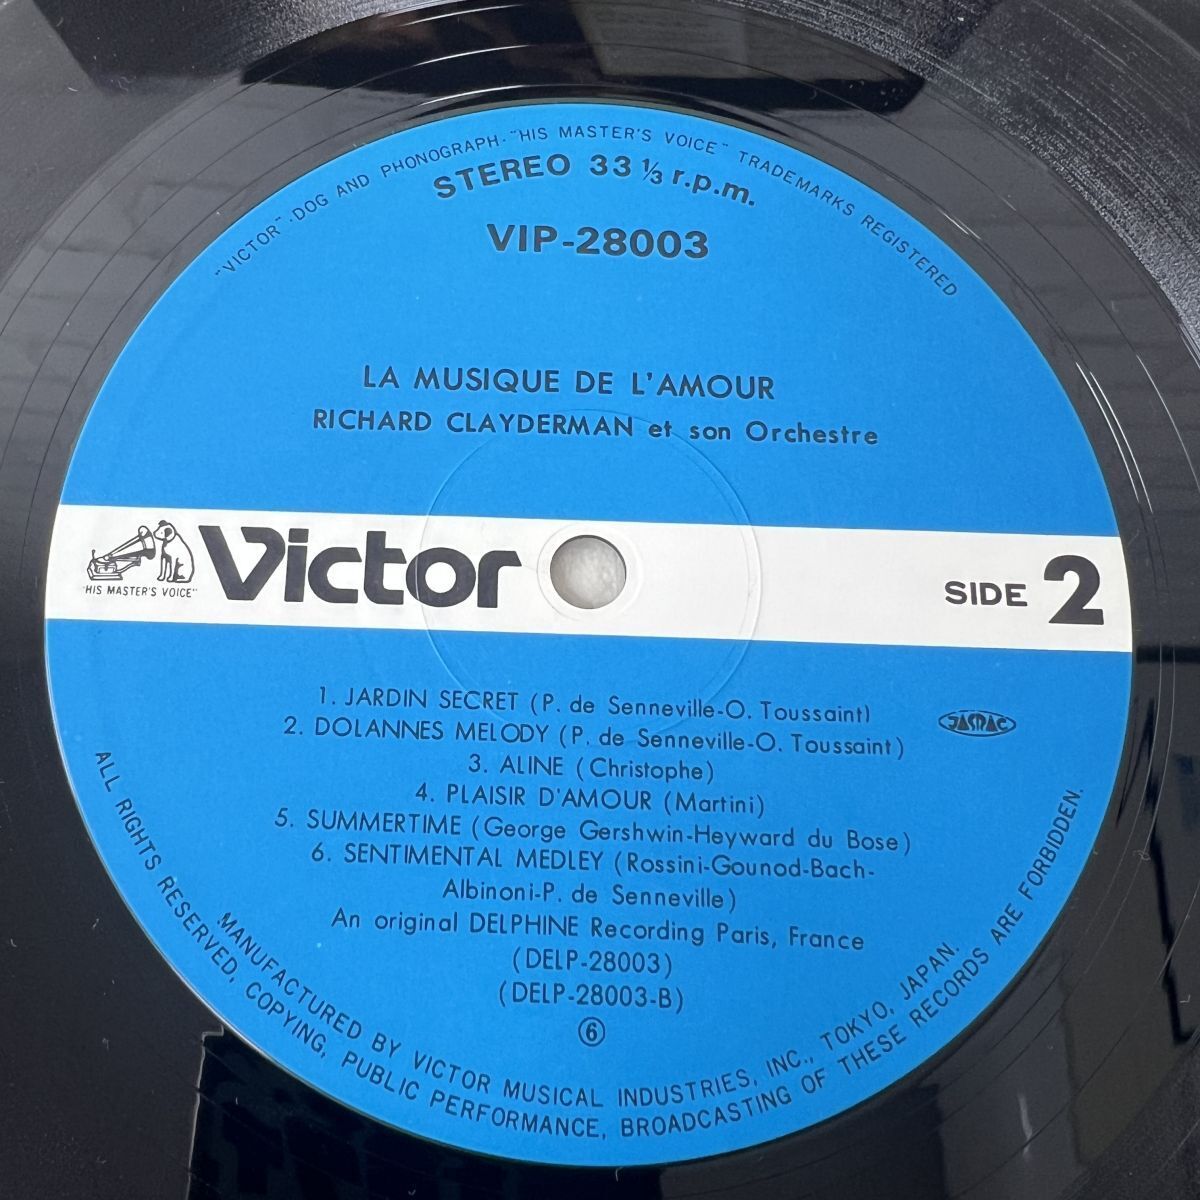 "VICTOR"·DOG AND PHONOGRAPH·"HIS MASTER'S VOICE" TRADEMARKS REGISTERED
STEREO 33 1/3 r.p.m.
VIP-28003
LA MUSIQUE DE L'AMOUR
RICHARD CLAYDERMAN et son Orchestre
"HIS MASTER'S VOICE"
Victor
SIDE 2
1. JARDIN SECRET (P. de Senneville-O. Toussaint)
JASRAC
2. DOLANNES MELODY (P. de Senneville-O. Toussaint)
3. ALINE (Christophe)
4. PLAISIR D'AMOUR (Martini)
5. SUMMERTIME (George Gershwin-Heyward du Bose)
6. SENTIMENTAL MEDLEY (Rossini-Gounod-Bach-
Albinoni-P. de Senneville)
An original DELPHINE Recording Paris, France
(DELP-28003)
(DELP-28003-B)
⑥
MANUFACTURED BY VICTOR MUSICAL INDUSTRIES, INC., TOKYO, JAPAN.
ALL RIGHTS RESERVED, COPYING, PUBLIC PERFORMANCE, BROADCASTING OF THESE RECORDS ARE FORBIDDEN.